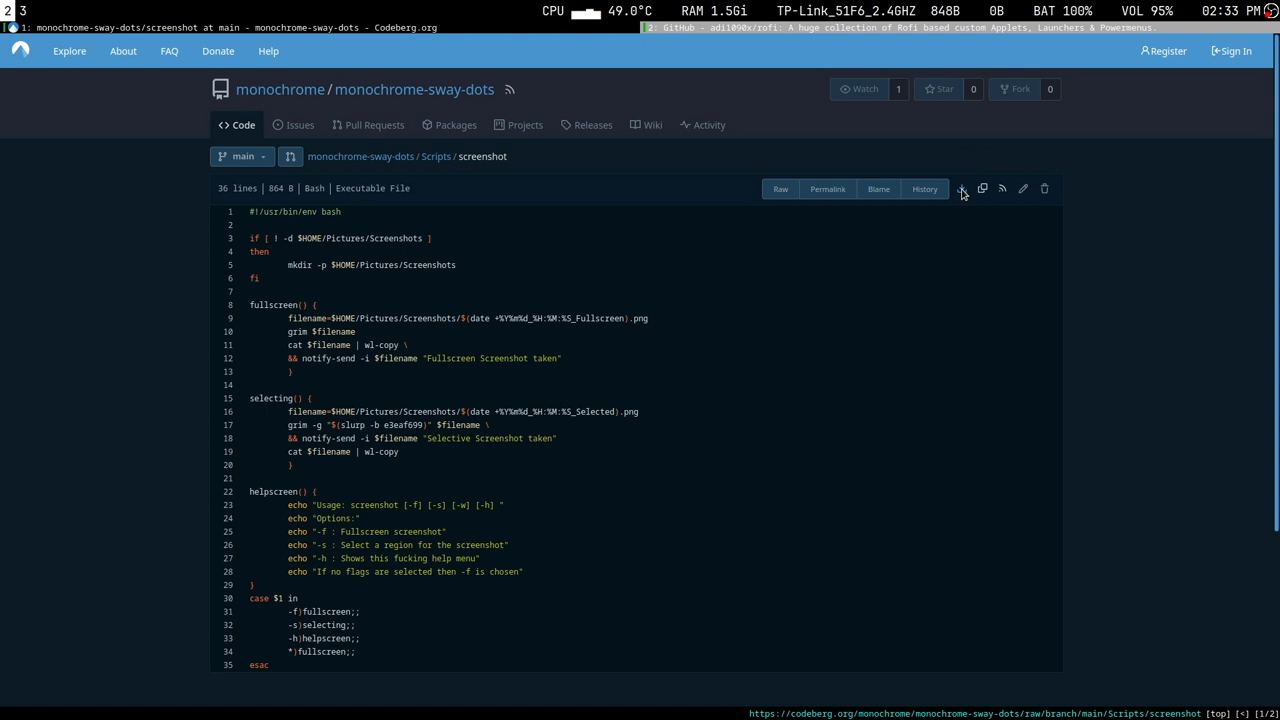 2 3 CPU 49.0°C RAM 1.5Gi TP-Link_51F6_2.4GHZ 848B 0B BAT 100% VOL 95% 02:33 PM
1: monochrome-sway-dots/screenshot at main - monochrome-sway-dots - Codeberg.org
2: GitHub - adi1090x/rofi: A huge collection of Rofi based custom Applets, Launchers & Powermenus.
Explore About FAQ Donate Help Register Sign In
monochrome/monochrome-sway-dots Watch 1 Star 0 Fork 0
<> Code Issues Pull Requests Packages Projects Releases Wiki Activity
main monochrome-sway-dots / Scripts / screenshot
36 lines | 864 B | Bash | Executable File Raw Permalink Blame History
1 #!/usr/bin/env bash
2
3 if [ ! -d $HOME/Pictures/Screenshots ]
4 then
5 mkdir -p $HOME/Pictures/Screenshots
6 fi
7
8 fullscreen() {
9 filename=$HOME/Pictures/Screenshots/$(date +%Y%m%d_%H:%M:%S_Fullscreen).png
10 grim $filename
11 cat $filename | wl-copy \
12 && notify-send -i $filename "Fullscreen Screenshot taken"
13 }
14
15 selecting() {
16 filename=$HOME/Pictures/Screenshots/$(date +%Y%m%d_%H:%M:%S_Selected).png
17 grim -g "$(slurp -b e3eaf699)" $filename \
18 && notify-send -i $filename "Selective Screenshot taken"
19 cat $filename | wl-copy
20 }
21
22 helpscreen() {
23 echo "Usage: screenshot [-f] [-s] [-w] [-h] "
24 echo "Options:"
25 echo "-f : Fullscreen screenshot"
26 echo "-s : Select a region for the screenshot"
27 echo "-h : Shows this fucking help menu"
28 echo "If no flags are selected then -f is chosen"
29 }
30 case $1 in
31 -f)fullscreen;;
32 -s)selecting;;
33 -h)helpscreen;;
34 *)fullscreen;;
35 esac
https://codeberg.org/monochrome/monochrome-sway-dots/raw/branch/main/Scripts/screenshot [top] [<] [1/2]